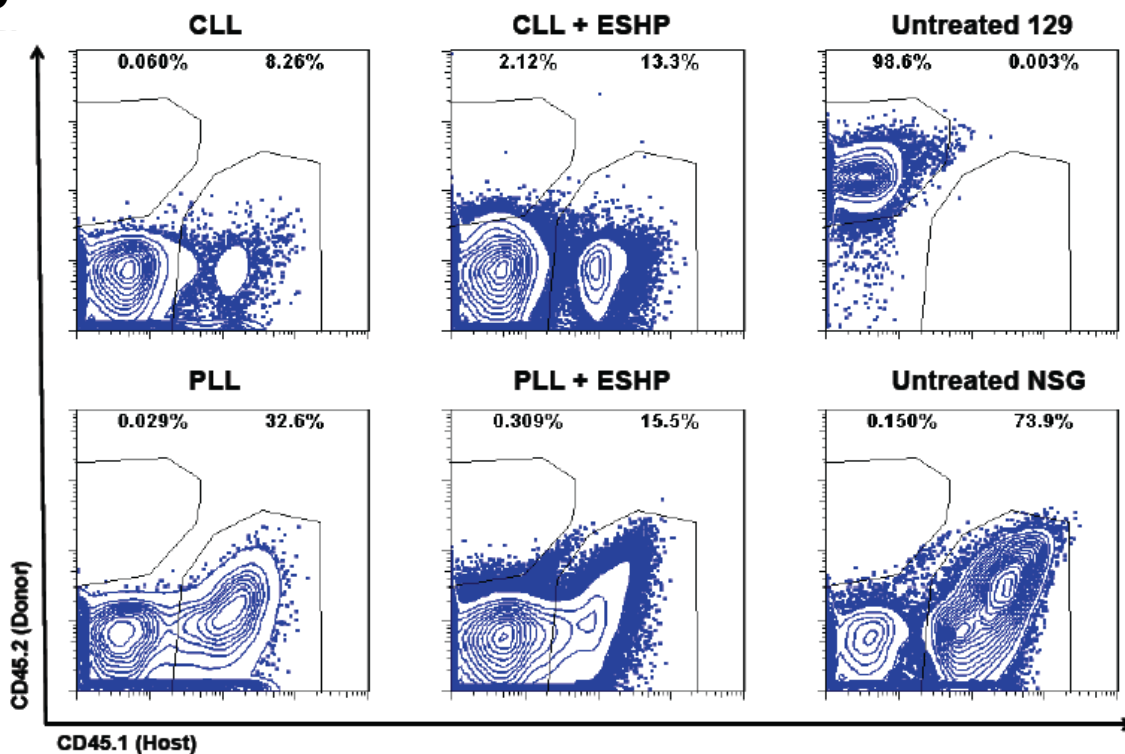 CLL CLL + ESHP Untreated 129
0.060% 8.26% 2.12% 13.3% 98.6% 0.003%
PLL PLL + ESHP Untreated NSG
0.029% 32.6% 0.309% 15.5% 0.150% 73.9%
CD45.2 (Donor)
CD45.1 (Host)